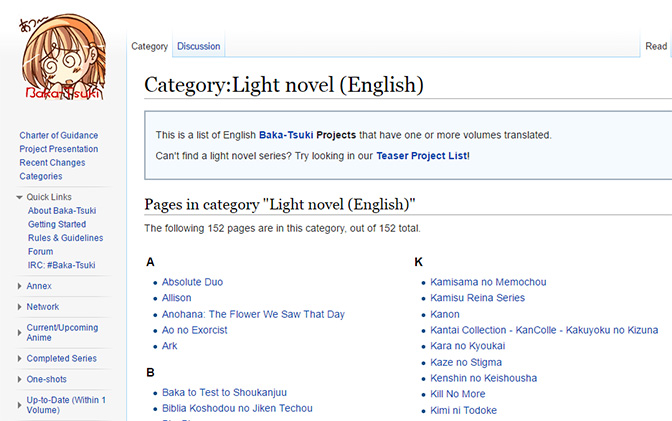 あつ~
Baka-Tsuki
Charter of Guidance
Project Presentation
Recent Changes
Categories
Quick Links
About Baka-Tsuki
Getting Started
Rules & Guidelines
Forum
IRC: #Baka-Tsuki
Annex
Network
Current/Upcoming
Anime
Completed Series
One-shots
Up-to-Date (Within 1
Volume)
Category
Discussion
Read
Category:Light novel (English)
This is a list of English Baka-Tsuki Projects that have one or more volumes translated.
Can't find a light novel series? Try looking in our Teaser Project List!
Pages in category "Light novel (English)"
The following 152 pages are in this category, out of 152 total.
A
Absolute Duo
Allison
Anohana: The Flower We Saw That Day
Ao no Exorcist
Ark
B
Baka to Test to Shoukanjuu
Biblia Koshodou no Jiken Techou
K
Kamisama no Memochou
Kamisu Reina Series
Kanon
Kantai Collection - KanColle - Kakuyoku no Kizuna
Kara no Kyoukai
Kaze no Stigma
Kenshin no Keishousha
Kill No More
Kimi ni Todoke